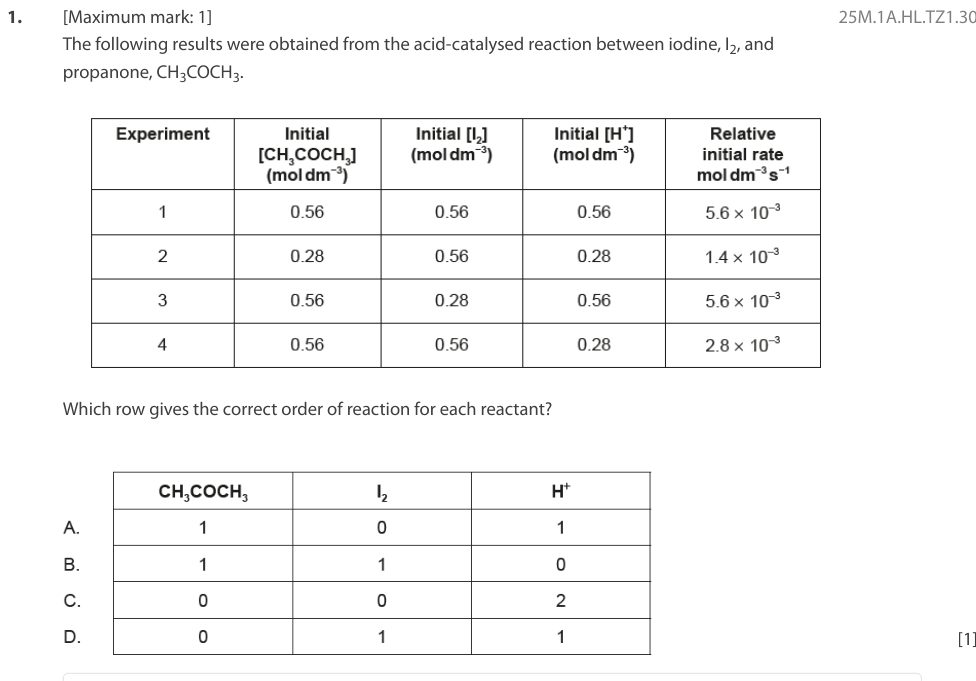 1. [Maximum mark: 1] 25M.1A.HL.TZ1.30
The following results were obtained from the acid-catalysed reaction between iodine, I₂, and
propanone, CH₃COCH₃.
Experiment Initial [CH₃COCH₃] (mol dm⁻³) Initial [I₂] (mol dm⁻³) Initial [H⁺] (mol dm⁻³) Relative initial rate mol dm⁻³ s⁻¹
1 0.56 0.56 0.56 5.6 × 10⁻³
2 0.28 0.56 0.28 1.4 × 10⁻³
3 0.56 0.28 0.56 5.6 × 10⁻³
4 0.56 0.56 0.28 2.8 × 10⁻³
Which row gives the correct order of reaction for each reactant?
CH₃COCH₃ I₂ H⁺
A. 1 0 1
B. 1 1 0
C. 0 0 2
D. 0 1 1
[1]